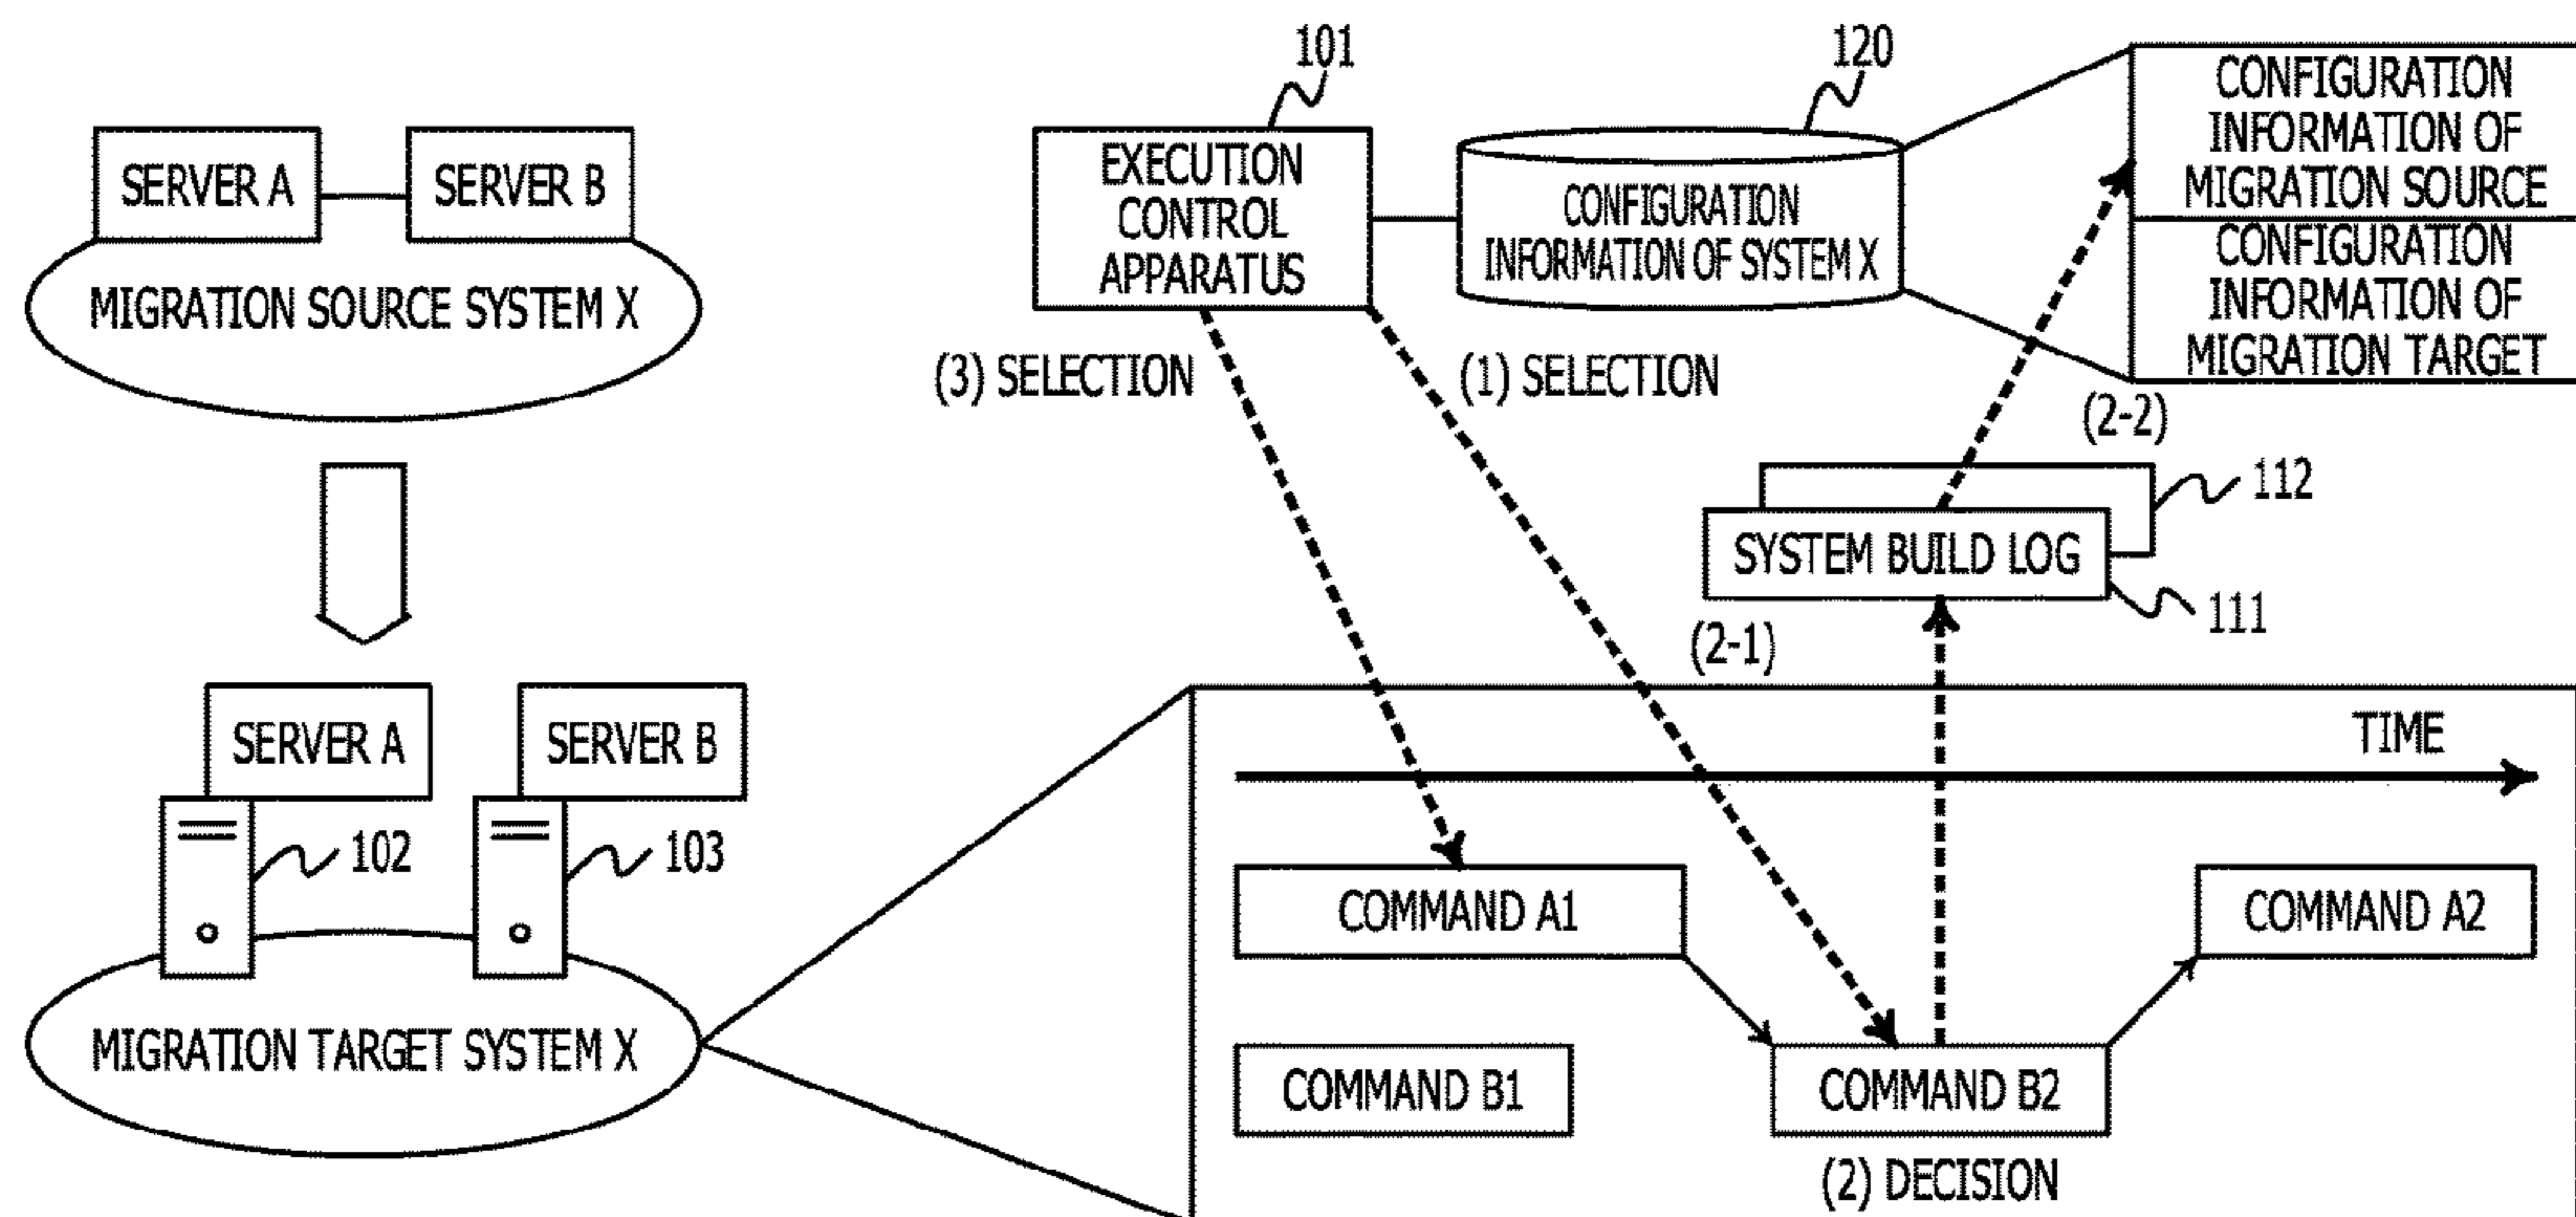 101
120
CONFIGURATION
INFORMATION OF
MIGRATION SOURCE
CONFIGURATION
INFORMATION OF
MIGRATION TARGET
SERVER A
SERVER B
EXECUTION
CONTROL
APPARATUS
CONFIGURATION
INFORMATION OF SYSTEM X
MIGRATION SOURCE SYSTEM X
(3) SELECTION
(1) SELECTION
(2-2)
112
SYSTEM BUILD LOG
111
(2-1)
SERVER A
SERVER B
TIME
102
103
COMMAND A1
COMMAND A2
MIGRATION TARGET SYSTEM X
COMMAND B1
COMMAND B2
(2) DECISION